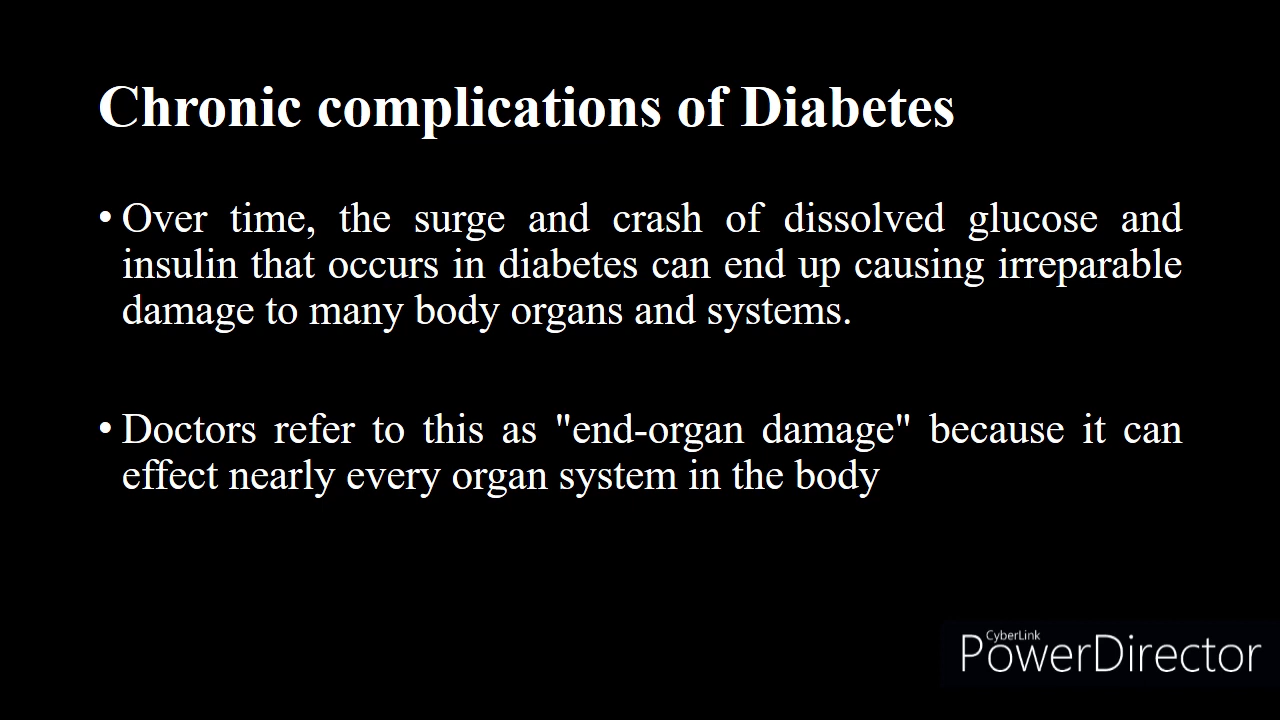 Chronic complications of Diabetes
• Over time, the surge and crash of dissolved glucose and
insulin that occurs in diabetes can end up causing irreparable
damage to many body organs and systems.
• Doctors refer to this as "end-organ damage" because it can
effect nearly every organ system in the body
CyberLink
PowerDirector